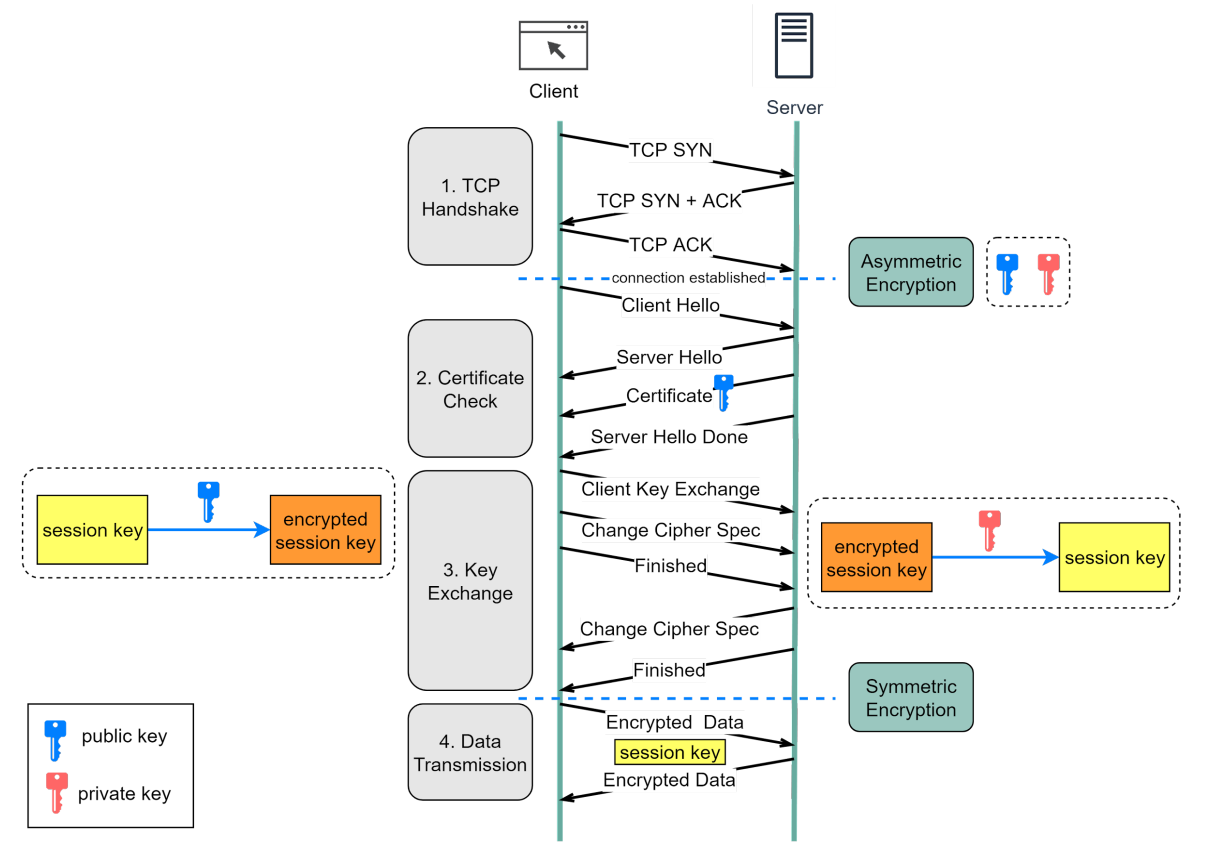 Client
Server
TCP SYN
1. TCP
Handshake
TCP SYN + ACK
TCP ACK
Asymmetric
Encryption
connection established
Client Hello
Server Hello
2. Certificate
Check
Certificate
Server Hello Done
Client Key Exchange
session key
encrypted
session key
Change Cipher Spec
encrypted
session key
session key
Finished
3. Key
Exchange
Change Cipher Spec
Finished
Symmetric
Encryption
Encrypted Data
public key
4. Data
Transmission
session key
Encrypted Data
private key